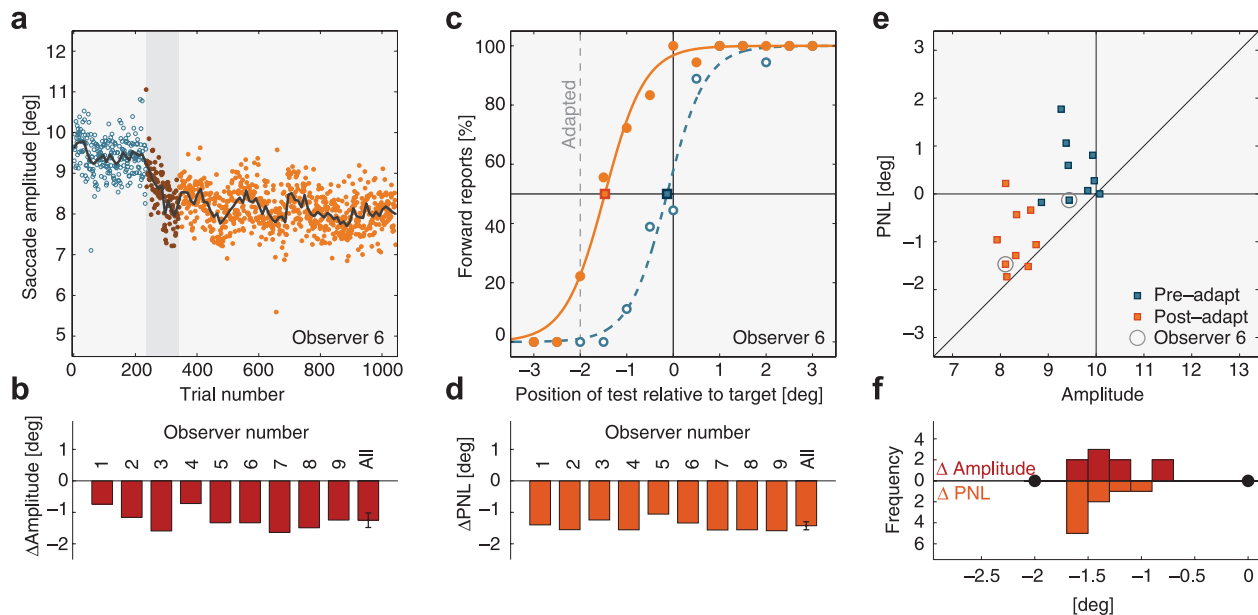 a
12
11
10
9
8
7
6
5
Saccade amplitude [deg]
Observer 6
0 200 400 600 800 1000
Trial number
b
Observer number
1 2 3 4 5 6 7 8 9 All
1
0
−1
−2
ΔAmplitude [deg]
c
100
80
60
40
20
0
Forward reports [%]
Adapted
Observer 6
−3 −2 −1 0 1 2 3
Position of test relative to target [deg]
d
Observer number
1 2 3 4 5 6 7 8 9 All
1
0
−1
−2
ΔPNL [deg]
e
3
2
1
0
−1
−2
−3
PNL [deg]
Pre−adapt
Post−adapt
Observer 6
7 8 9 10 11 12 13
Amplitude
f
4
2
0
2
4
6
Frequency
Δ Amplitude
Δ PNL
−2.5 −2 −1.5 −1 −0.5 0
[deg]